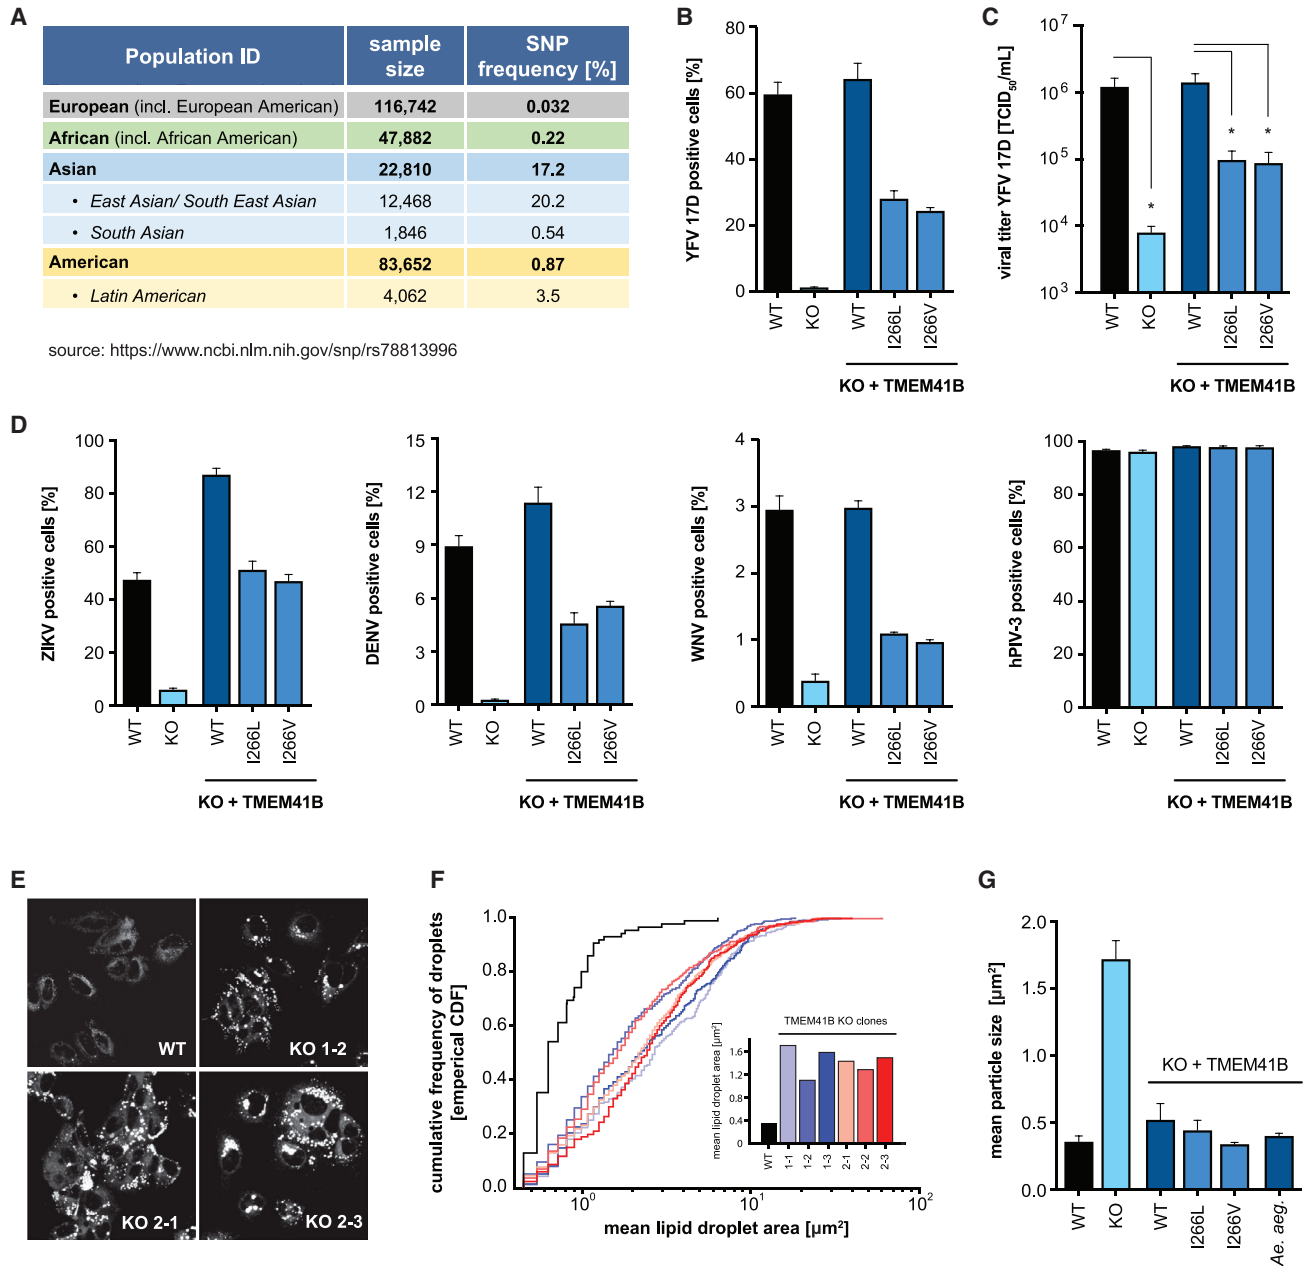 A
Population ID
sample size
SNP frequency [%]
European (incl. European American) 116,742 0.032
African (incl. African American) 47,882 0.22
Asian 22,810 17.2
• East Asian/ South East Asian 12,468 20.2
• South Asian 1,846 0.54
American 83,652 0.87
• Latin American 4,062 3.5
source: https://www.ncbi.nlm.nih.gov/snp/rs78813996
B
YFV 17D positive cells [%]
80
60
40
20
0
WT KO WT I266L I266V
KO + TMEM41B
C
viral titer YFV 17D [TCID50/mL]
10^7
10^6
10^5
10^4
10^3
* * *
WT KO WT I266L I266V
KO + TMEM41B
D
ZIKV positive cells [%]
100
80
60
40
20
0
WT KO WT I266L I266V
KO + TMEM41B
DENV positive cells [%]
15
12
9
6
3
0
WT KO WT I266L I266V
KO + TMEM41B
WNV positive cells [%]
4
3
2
1
0
WT KO WT I266L I266V
KO + TMEM41B
hPIV-3 positive cells [%]
100
80
60
40
20
0
WT KO WT I266L I266V
KO + TMEM41B
E
WT
KO 1-2
KO 2-1
KO 2-3
F
cumulative frequency of droplets
[emperical CDF]
1.0
0.8
0.6
0.4
0.2
0.0
10^0 10^1 10^2
mean lipid droplet area [µm²]
TMEM41B KO clones
mean lipid droplet area [µm²]
1.6
1.2
0.8
0.4
0
WT 1-1 1-2 1-3 2-1 2-2 2-3
G
mean particle size [µm²]
2.0
1.5
1.0
0.5
0.0
KO + TMEM41B
WT KO WT I266L I266V Ae. aeg.